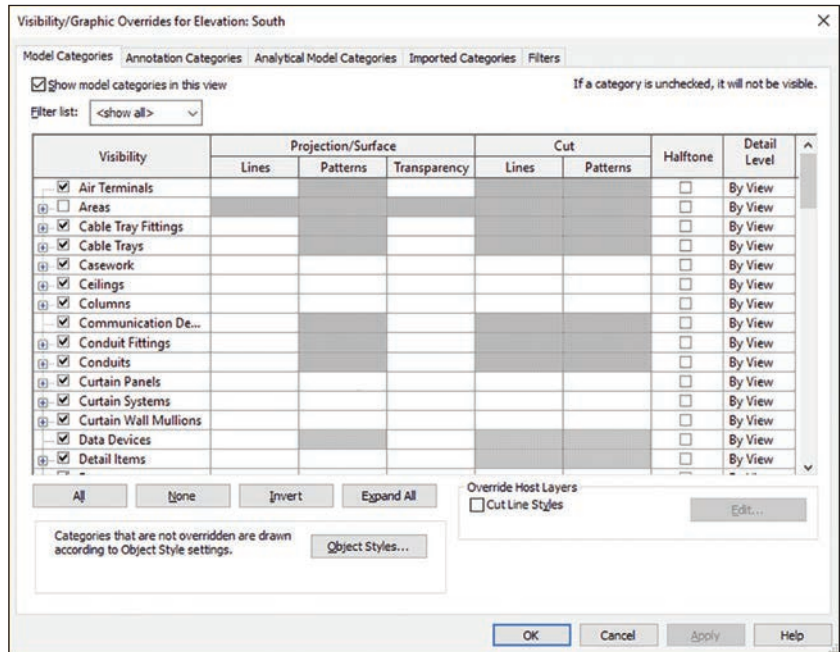 Visibility/Graphic Overrides for Elevation: South
Model Categories Annotation Categories Analytical Model Categories Imported Categories Filters
Show model categories in this view If a category is unchecked, it will not be visible.
Filter list: <show all>
Visibility Projection/Surface Cut Halftone Detail Level
Lines Patterns Transparency Lines Patterns
Air Terminals By View
Areas By View
Cable Tray Fittings By View
Cable Trays By View
Casework By View
Ceilings By View
Columns By View
Communication De... By View
Conduit Fittings By View
Conduits By View
Curtain Panels By View
Curtain Systems By View
Curtain Wall Mullions By View
Data Devices By View
Detail Items By View
All None Invert Expand All
Override Host Layers
Cut Line Styles Edit...
Categories that are not overridden are drawn
according to Object Style settings.
Object Styles...
OK Cancel Apply Help